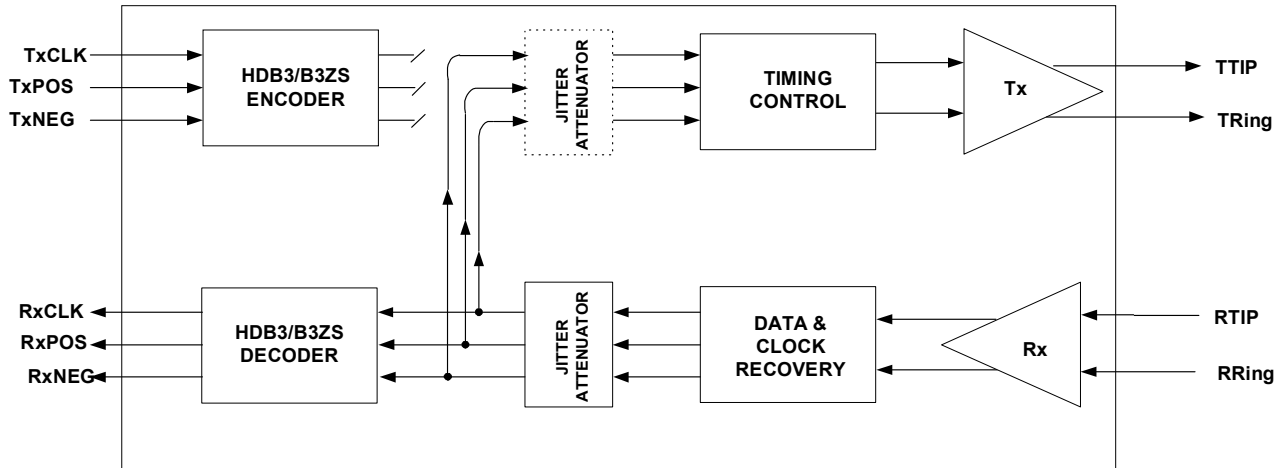 TxCLK
TxPOS
TxNEG
HDB3/B3ZS
ENCODER
JITTER
ATTENUATOR
TIMING
CONTROL
Tx
TTIP
TRing
RxCLK
RxPOS
RxNEG
HDB3/B3ZS
DECODER
JITTER
ATTENUATOR
DATA &
CLOCK
RECOVERY
Rx
RTIP
RRing